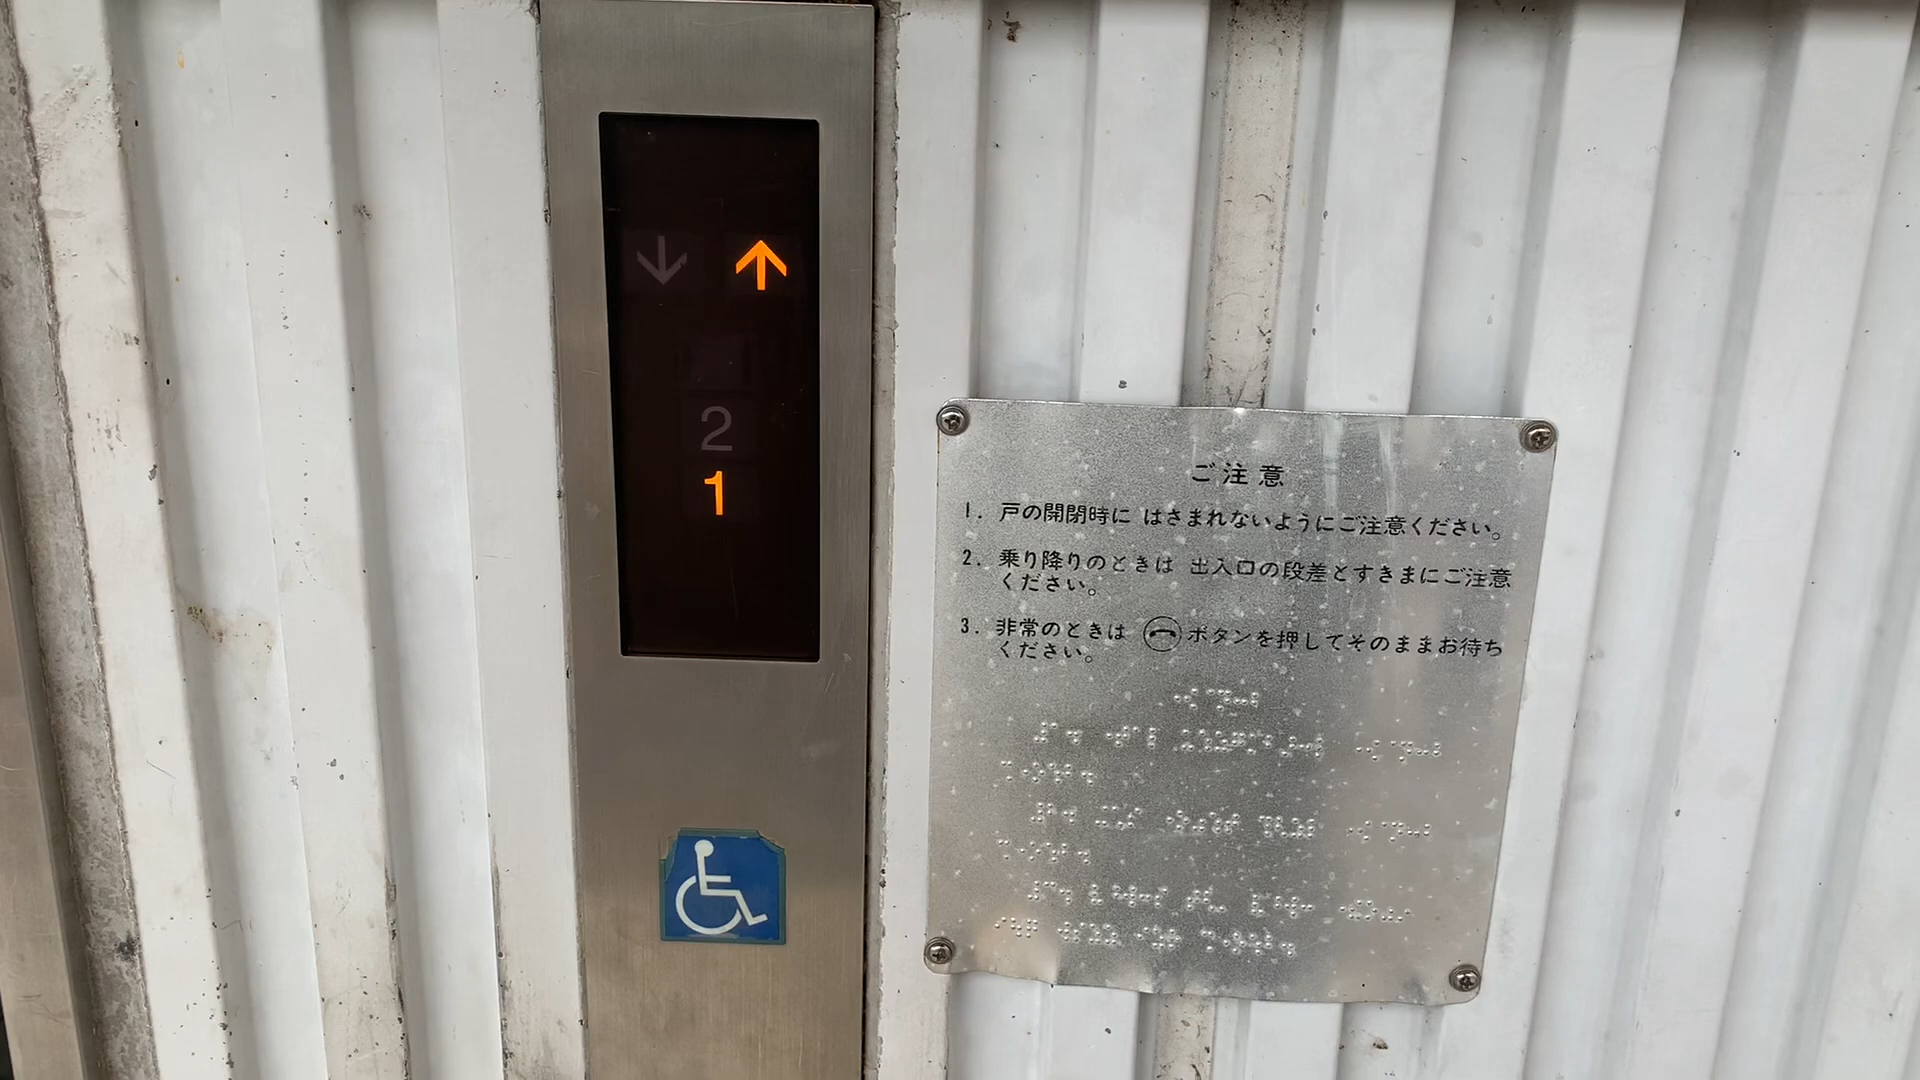 2
1
ご注意
1. 戸の開閉時に はさまれないようにご注意ください。
2. 乗り降りのときは 出入口の段差とすきまにご注意
ください。
3. 非常のときは ボタンを押してそのままお待ち
ください。